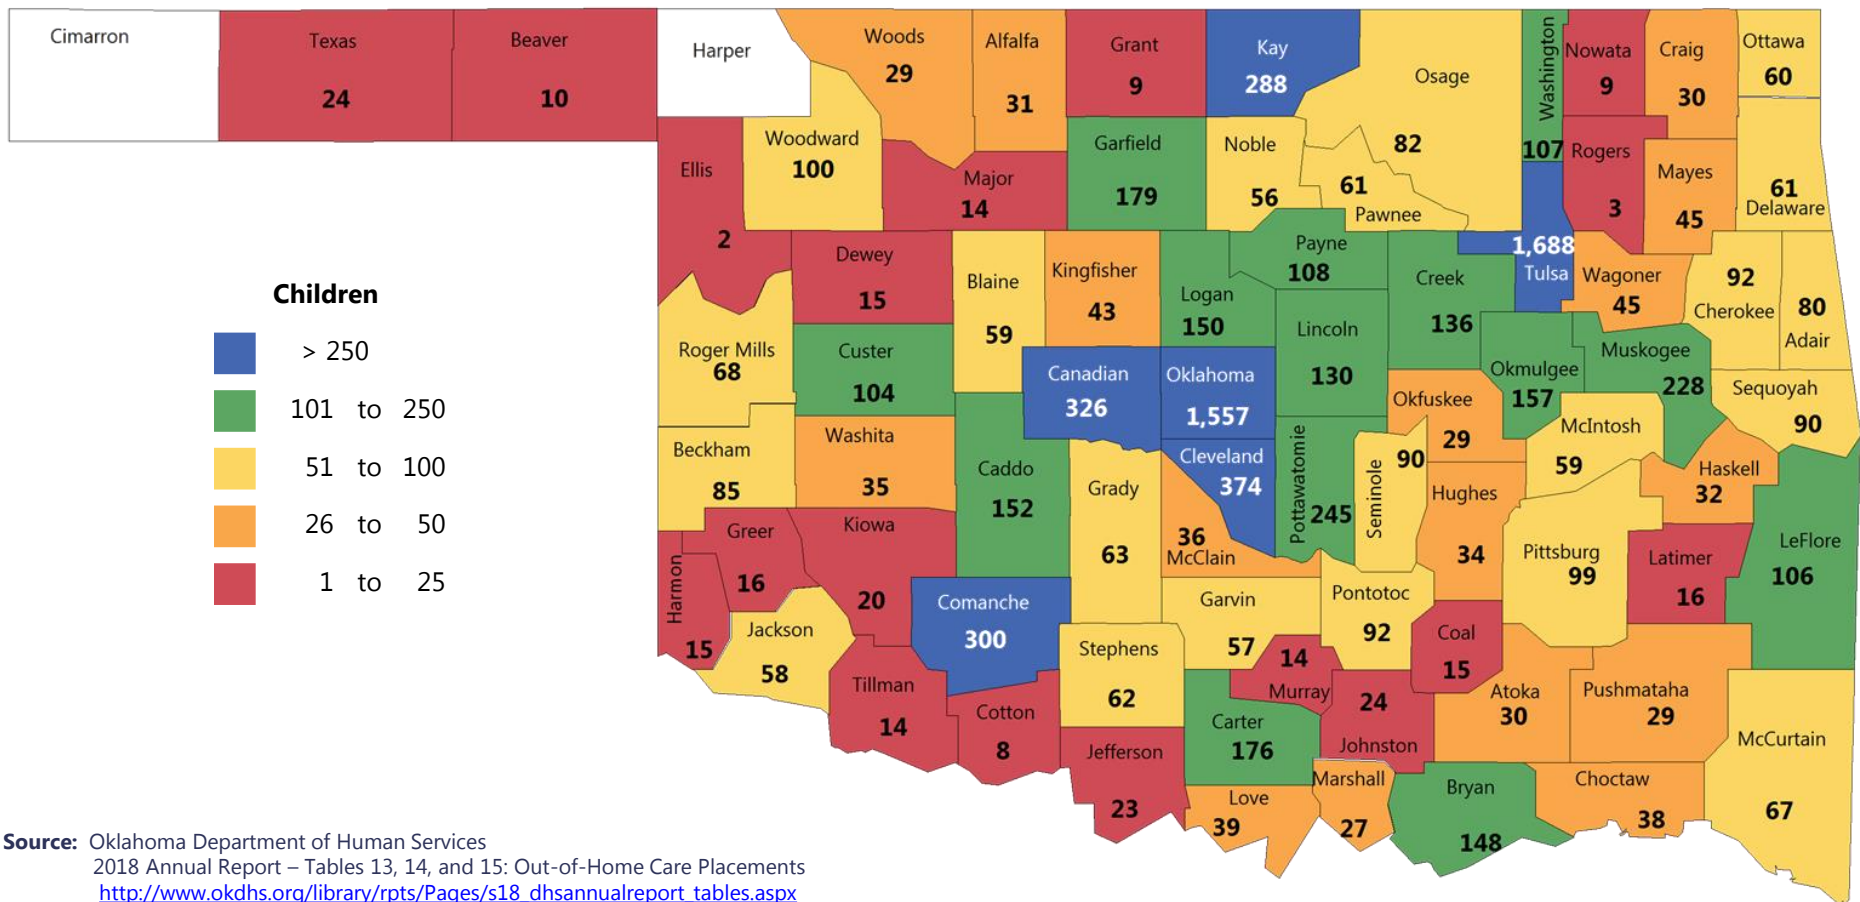 Cimarron
Texas
24
Beaver
10
Harper
Woods
29
Alfalfa
31
Grant
9
Kay
288
Osage
82
Washington
107
Nowata
9
Craig
30
Ottawa
60
Ellis
2
Woodward
100
Major
14
Garfield
179
Noble
56
61
Pawnee
Rogers
3
Mayes
45
61
Delaware
Dewey
15
Blaine
59
Kingfisher
43
Logan
150
Payne
108
Creek
136
1,688
Tulsa
Wagoner
45
92
Cherokee
80
Adair
Children
> 250
101 to 250
51 to 100
26 to 50
1 to 25
Roger Mills
68
Custer
104
Canadian
326
Oklahoma
1,557
Lincoln
130
Okfuskee
29
Okmulgee
157
Muskogee
228
Sequoyah
90
Beckham
85
Washita
35
Caddo
152
Grady
63
Cleveland
374
36
McClain
Pottawatomie
245
Seminole
90
Hughes
34
McIntosh
59
Haskell
32
Harmon
15
Greer
16
Kiowa
20
Jackson
58
Comanche
300
Garvin
57
Pontotoc
92
Pittsburg
99
Latimer
16
LeFlore
106
Tillman
14
Cotton
8
Stephens
62
14
Murray
24
Johnston
Coal
15
Atoka
30
Pushmataha
29
McCurtain
67
Jefferson
23
Carter
176
Love
39
Marshall
27
Bryan
148
Choctaw
38
Source: Oklahoma Department of Human Services
2018 Annual Report – Tables 13, 14, and 15: Out-of-Home Care Placements
http://www.okdhs.org/library/rpts/Pages/s18_dhsannualreport_tables.aspx